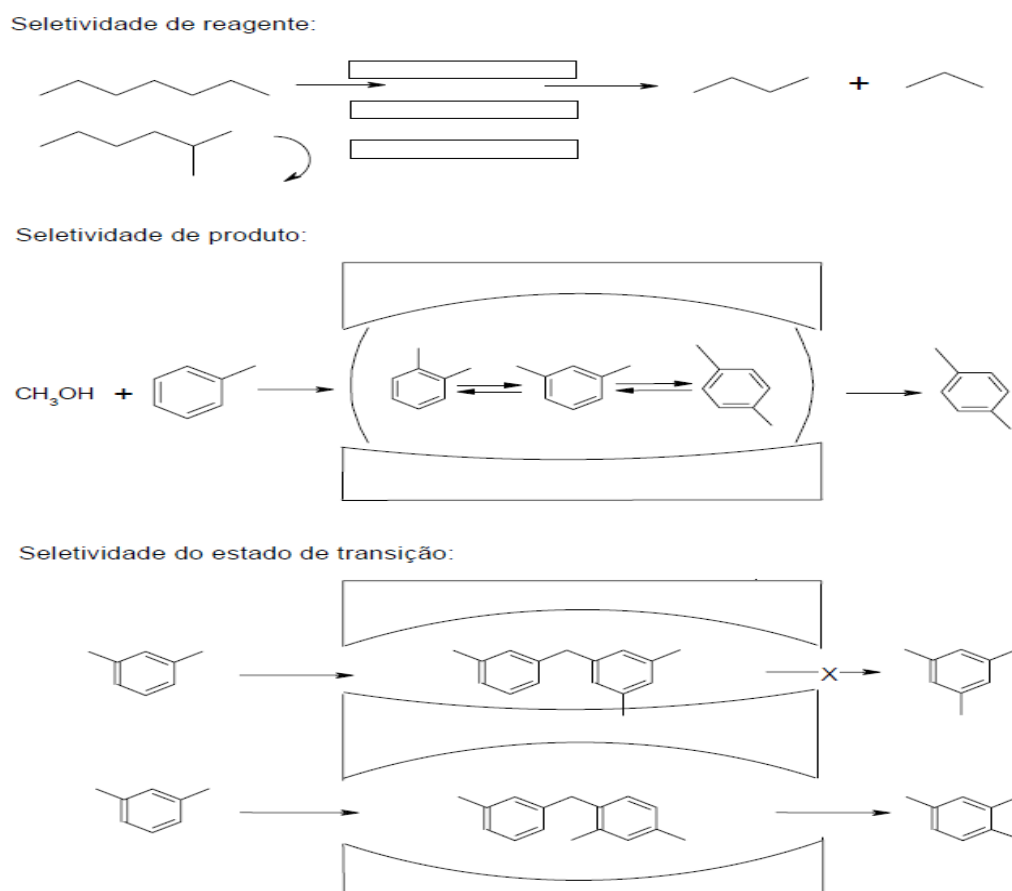 Seletividade de reagente:
+
Seletividade de produto:
CH₃OH +
Seletividade do estado de transição:
X